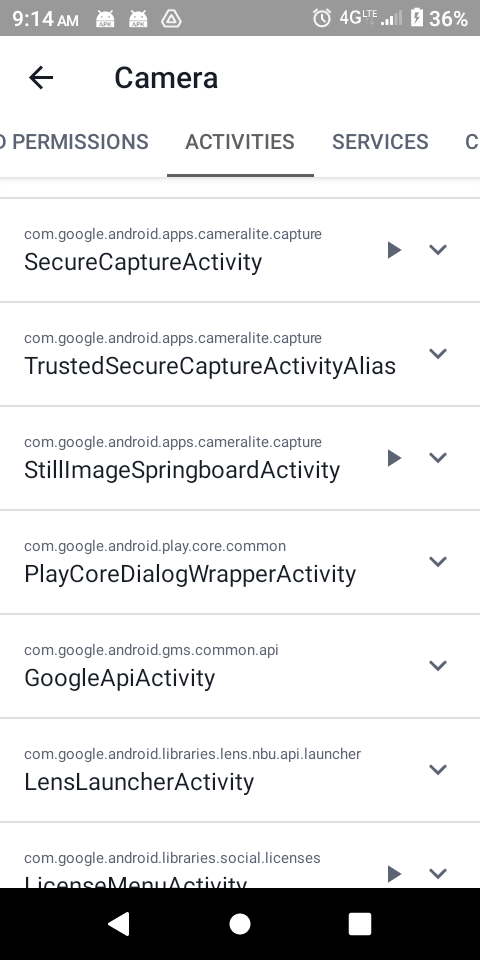 9:14 AM 4G LTE 36%
Camera
D PERMISSIONS ACTIVITIES SERVICES C
com.google.android.apps.cameralite.capture
SecureCaptureActivity
com.google.android.apps.cameralite.capture
TrustedSecureCaptureActivityAlias
com.google.android.apps.cameralite.capture
StillImageSpringboardActivity
com.google.android.play.core.common
PlayCoreDialogWrapperActivity
com.google.android.gms.common.api
GoogleApiActivity
com.google.android.libraries.lens.nbu.api.launcher
LensLauncherActivity
com.google.android.libraries.social.licenses
LicenseMenuActivity